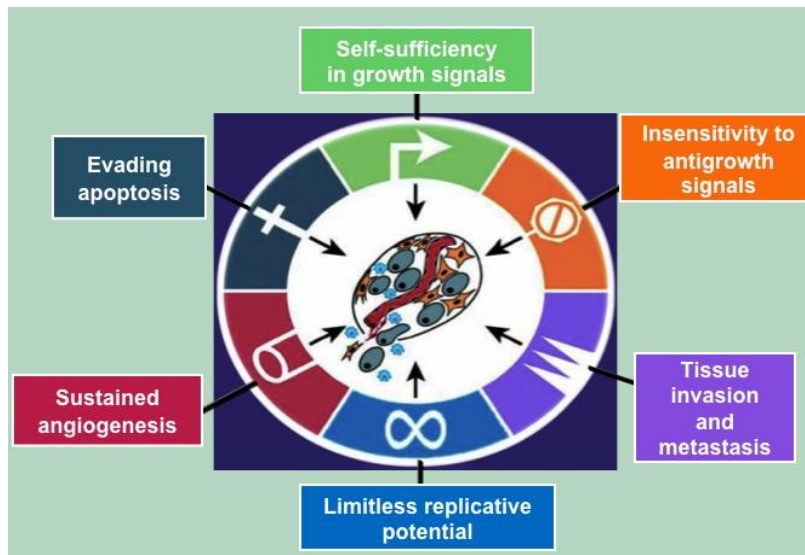 Self-sufficiency
in growth signals
Insensitivity to
antigrowth
signals
Evading
apoptosis
Tissue
invasion
and
metastasis
Sustained
angiogenesis
Limitless replicative
potential